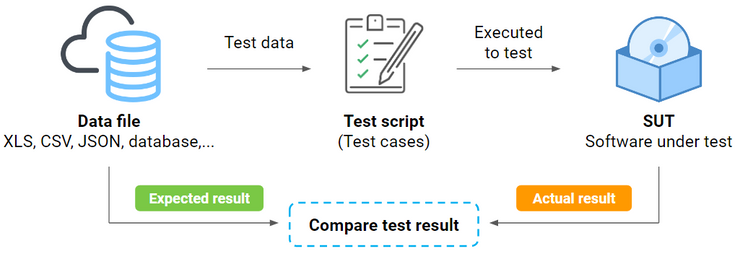 Test data
Executed
to test
Data file
XLS, CSV, JSON, database,...
Test script
(Test cases)
SUT
Software under test
Expected result
Actual result
Compare test result